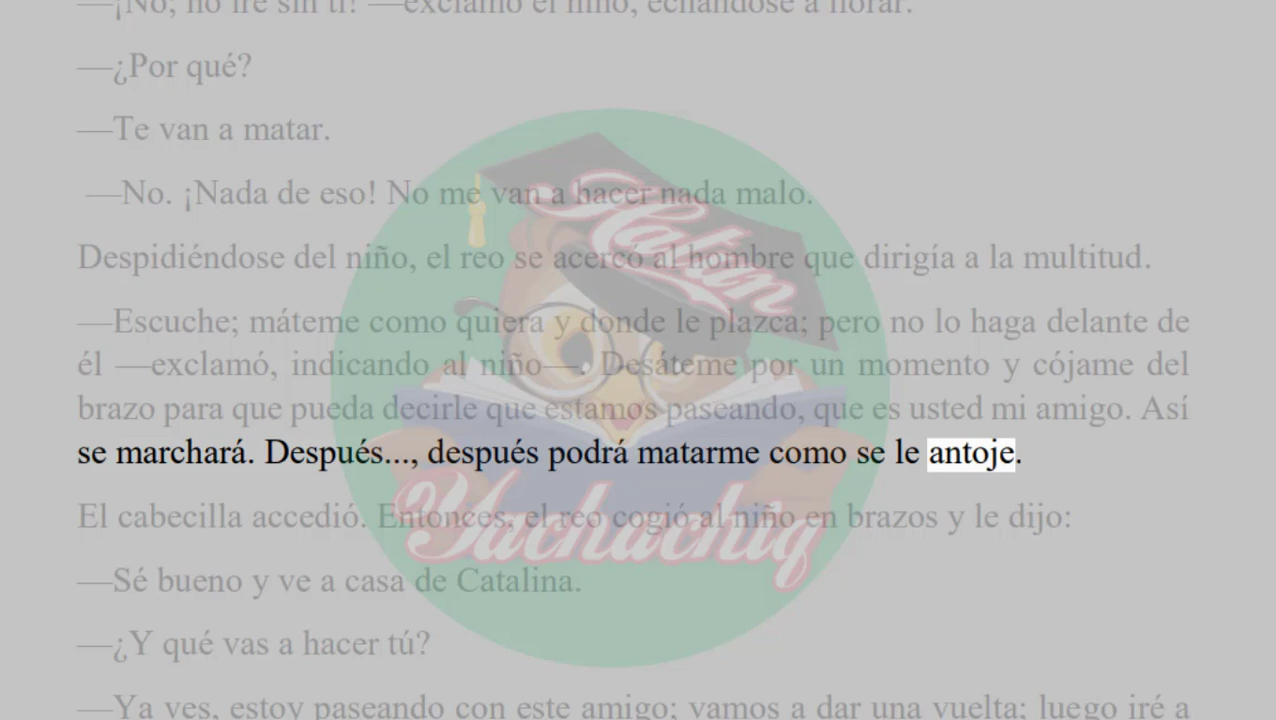 —¡No; no iré sin ti! —exclamó el niño, echándose a llorar.
—¿Por qué?
—Te van a matar.
—No. ¡Nada de eso! No me van a hacer nada malo.
Despidiéndose del niño, el reo se acercó al hombre que dirigía a la multitud.
—Escuche; máteme como quiera y donde le plazca; pero no lo haga delante de
él —exclamó, indicando al niño—. Desáteme por un momento y cójame del
brazo para que pueda decirle que estamos paseando, que es usted mi amigo. Así
se marchará. Después..., después podrá matarme como se le antoje.
El cabecilla accedió. Entonces, el reo cogió al niño en brazos y le dijo:
—Sé bueno y ve a casa de Catalina.
—¿Y qué vas a hacer tú?
—Ya ves, estoy paseando con este amigo; vamos a dar una vuelta; luego iré a
Hatun
Yachachiq